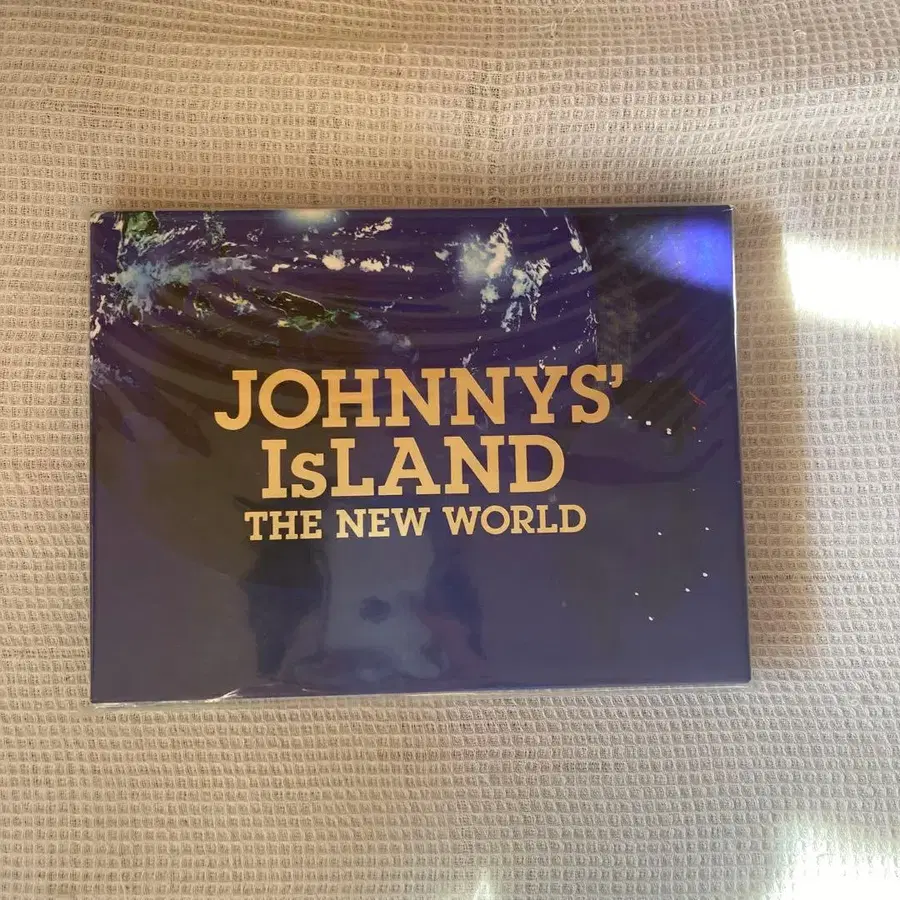 JOHNNYS'
IsLAND
THE NEW WORLD